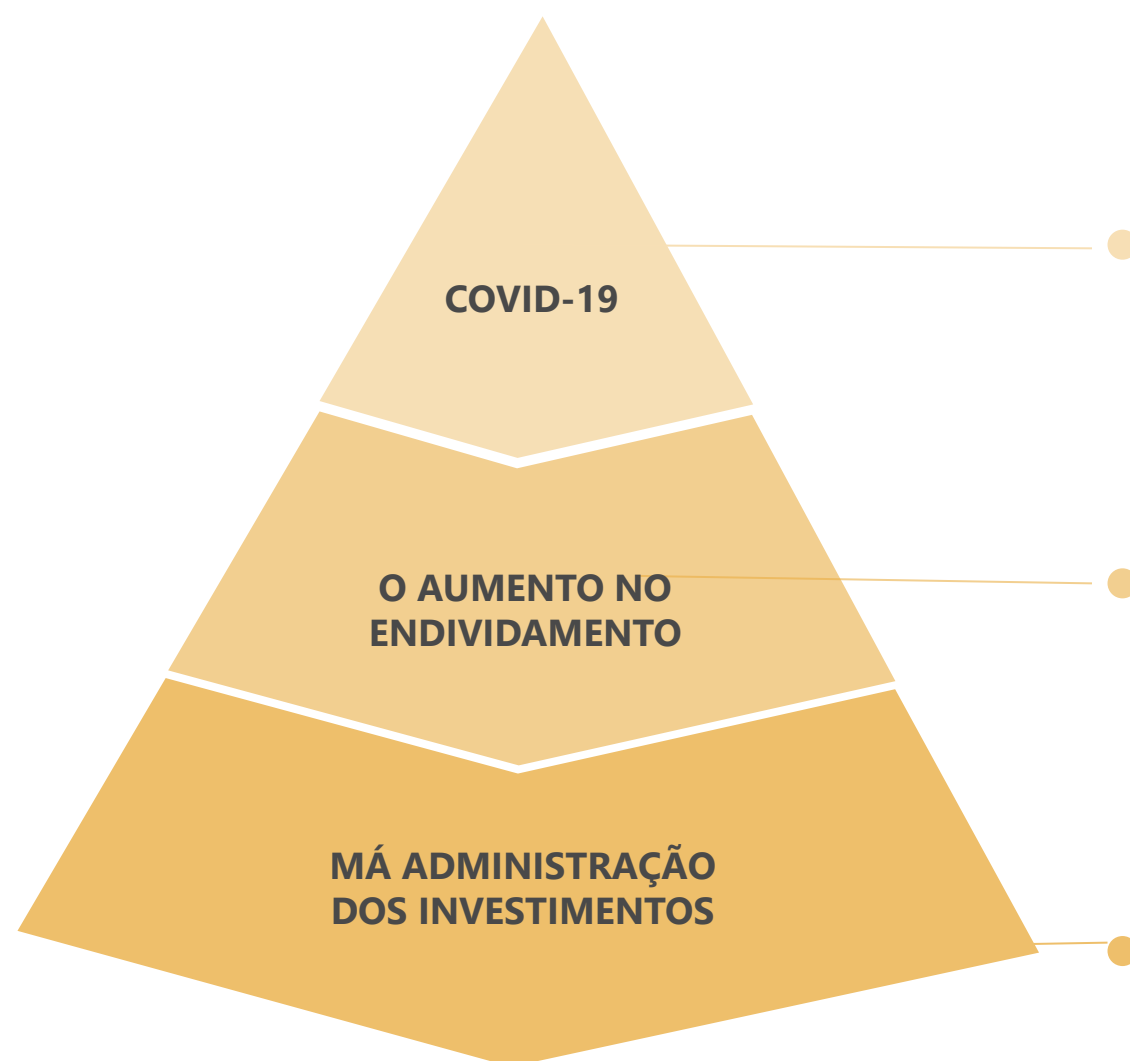 COVID-19
O AUMENTO NO
ENDIVIDAMENTO
MÁ ADMINISTRAÇÃO
DOS INVESTIMENTOS